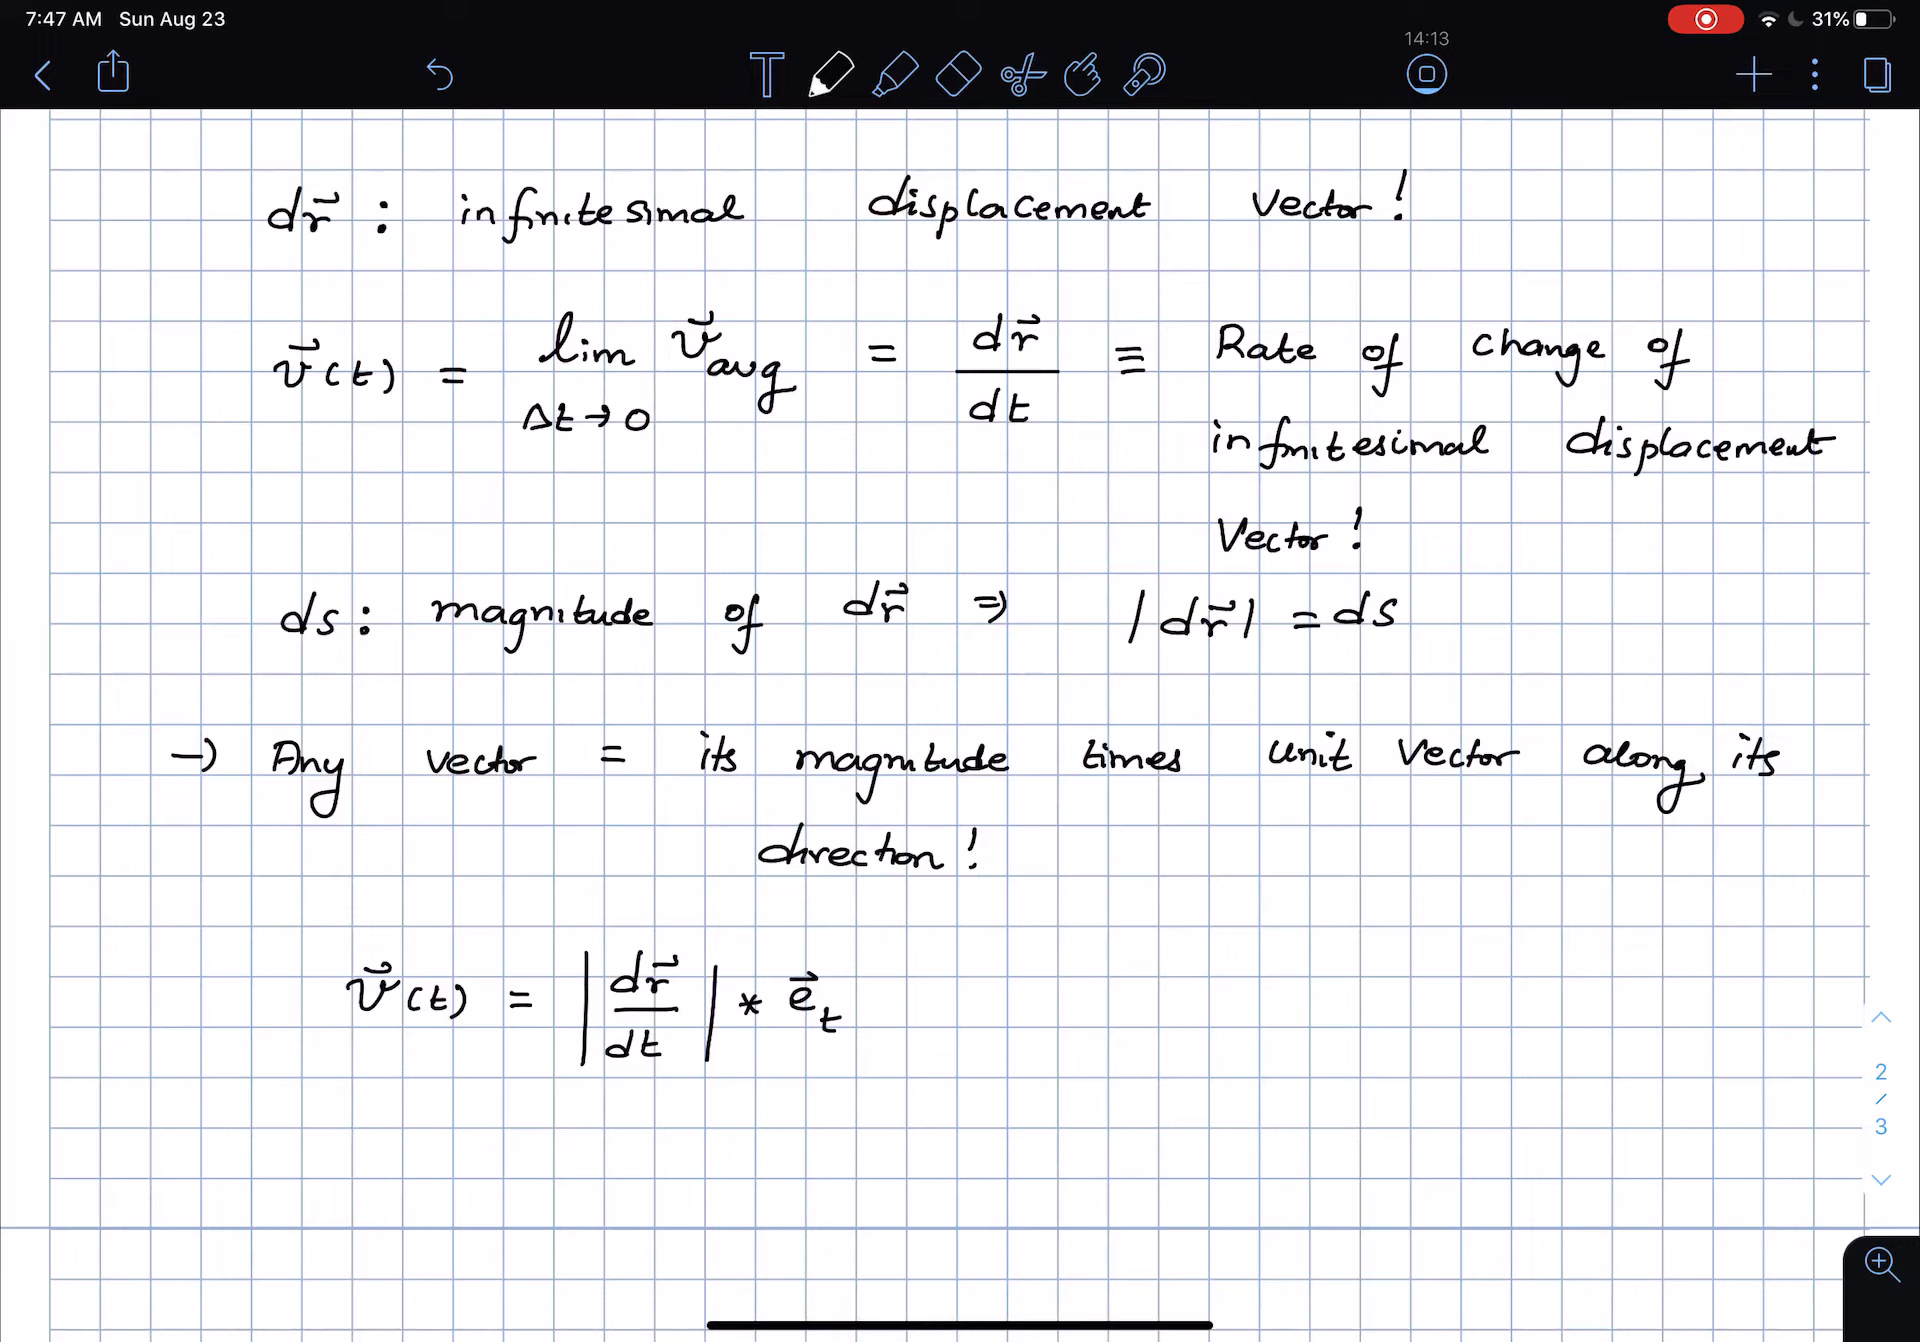 7:47 AM Sun Aug 23
31%
14:13
T
dr⃗ : infinitesimal displacement vector!
v⃗(t) = lim Δt→0 v⃗avg = dr⃗/dt ≡ Rate of change of
infinitesimal displacement
Vector!
ds: magnitude of dr⃗ ⇒ |dr⃗| = ds
→ Any vector = its magnitude times unit vector along its
direction!
v⃗(t) = |dr⃗/dt| * e⃗t
2
/
3